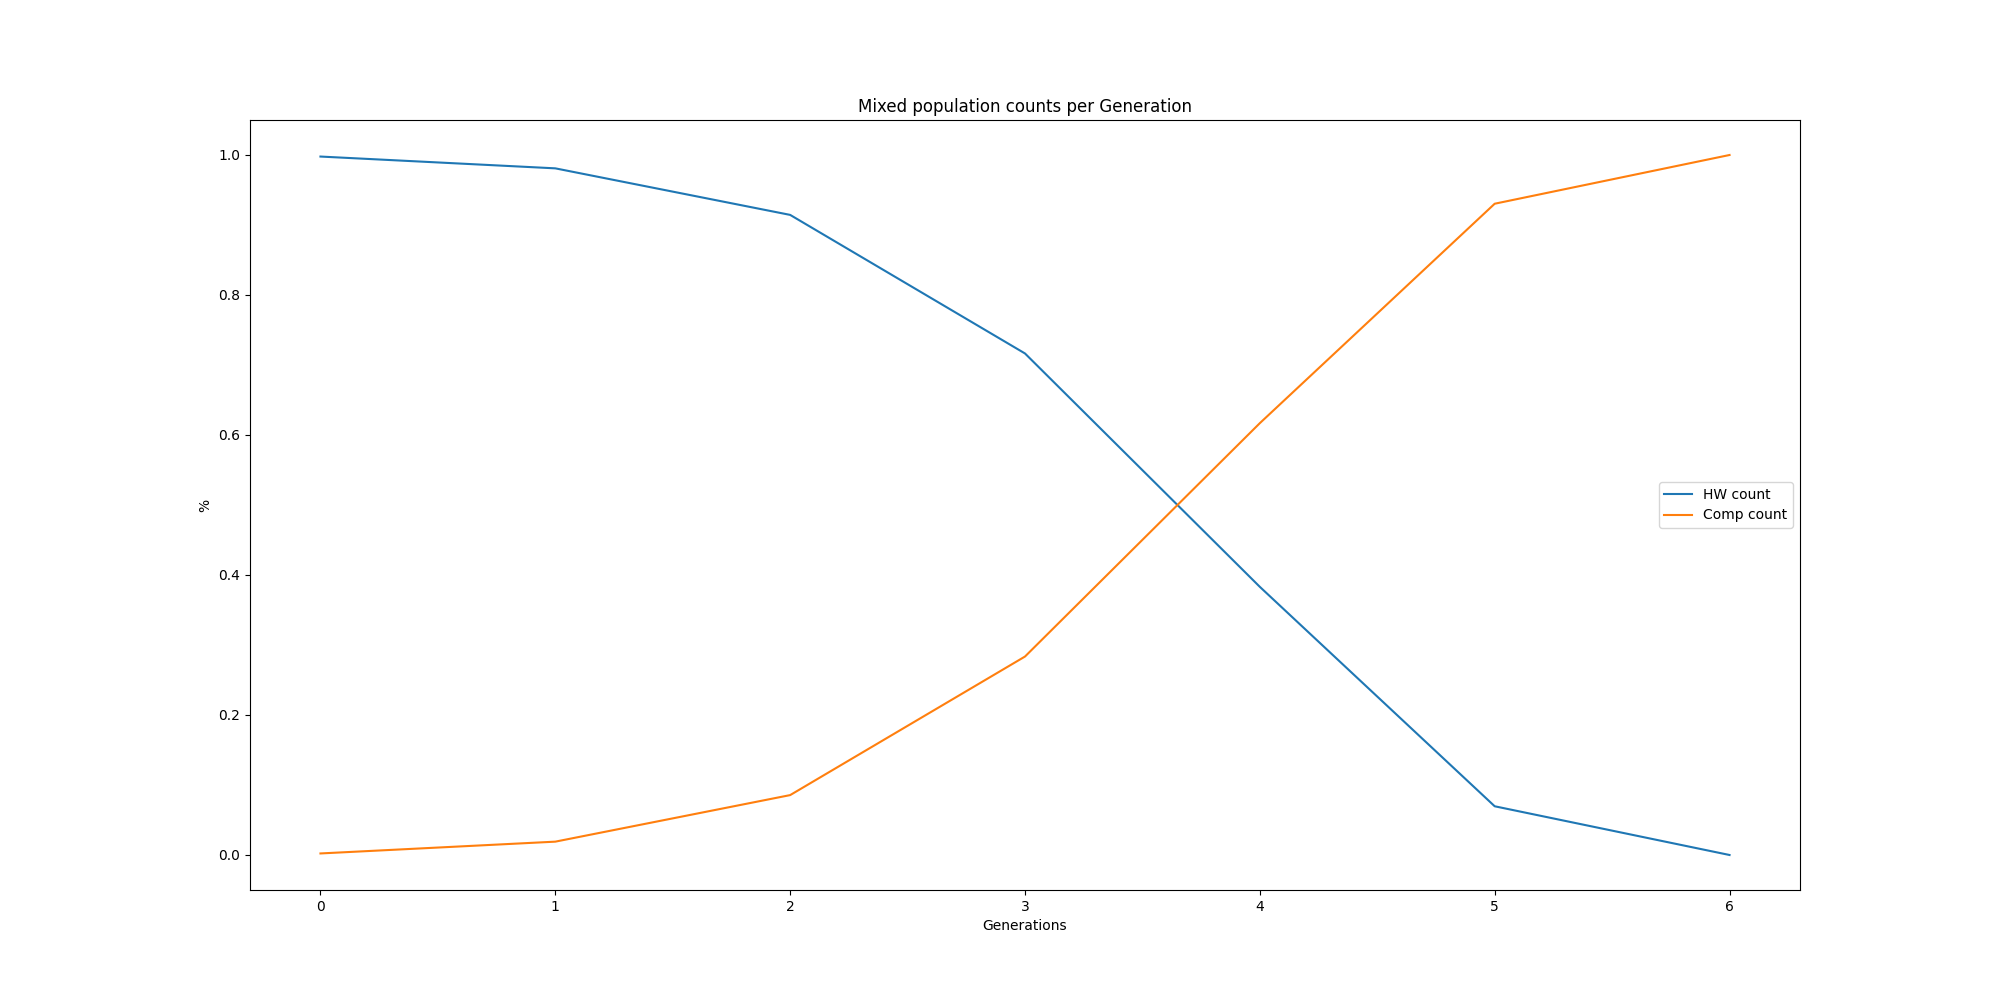 Mixed population counts per Generation
1.0
0.8
0.6
0.4
0.2
0.0
%
HW count
Comp count
0 1 2 3 4 5 6
Generations